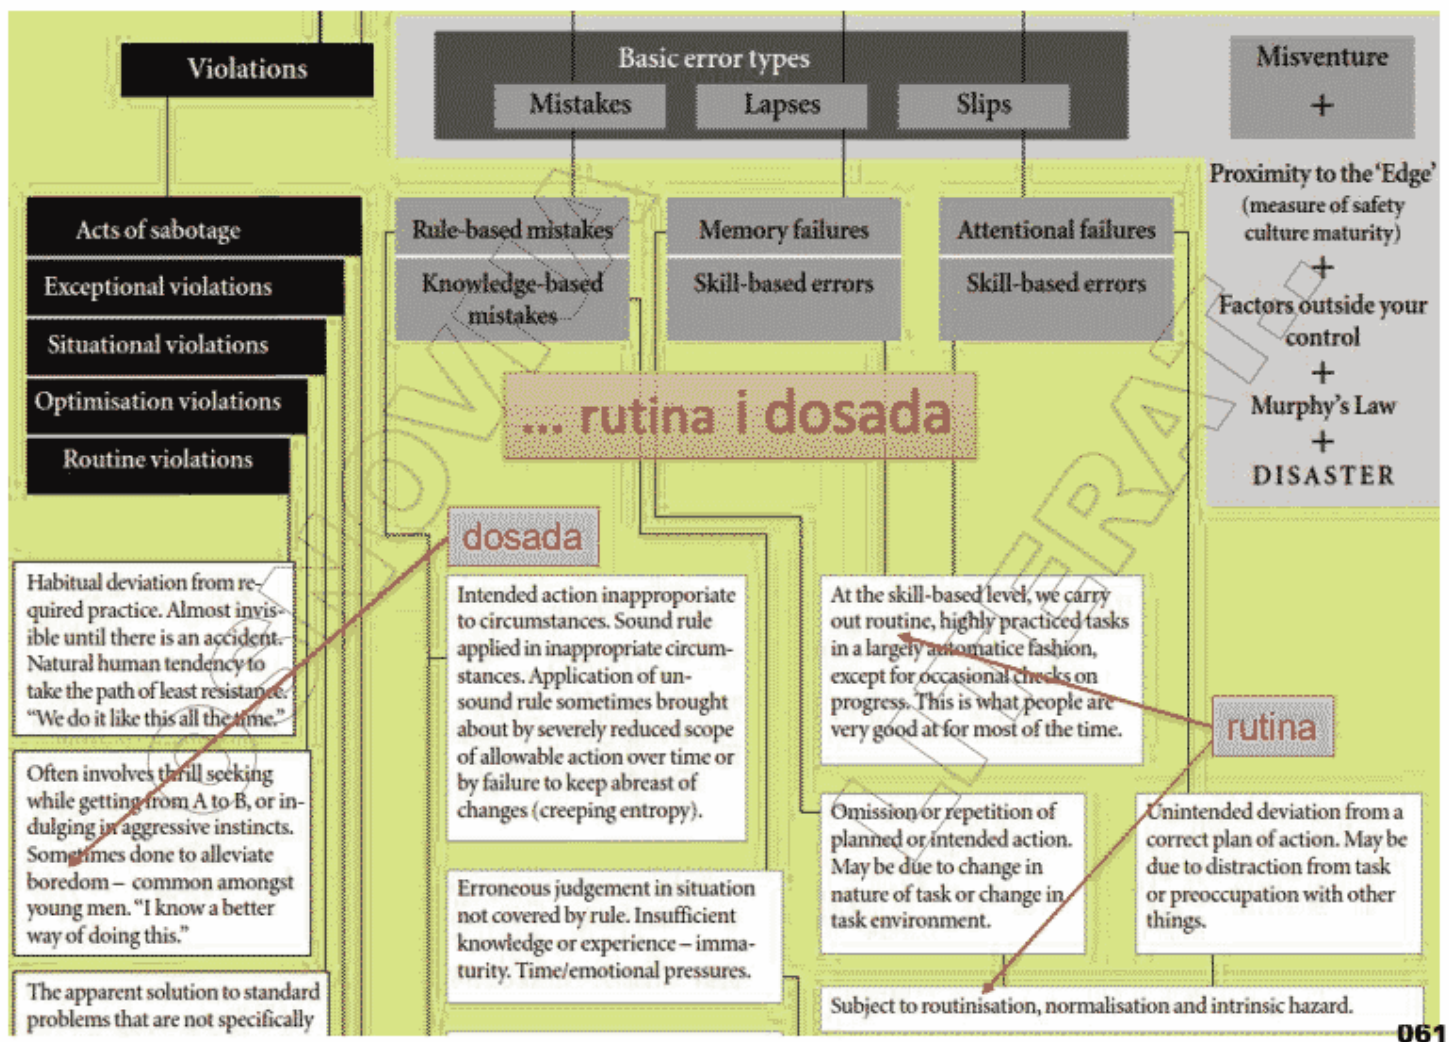 Violations
Basic error types
Mistakes
Lapses
Slips
Misventure
+
Proximity to the 'Edge'
(measure of safety
culture maturity)
+
Factors outside your
control
+
Murphy's Law
+
DISASTER
Acts of sabotage
Exceptional violations
Situational violations
Optimisation violations
Routine violations
Rule-based mistakes
Knowledge-based
mistakes
Memory failures
Skill-based errors
Attentional failures
Skill-based errors
... rutina i dosada
dosada
rutina
Habitual deviation from re-
quired practice. Almost invis-
ible until there is an accident.
Natural human tendency to
take the path of least resistance.
"We do it like this all the time."
Often involves thrill seeking
while getting from A to B, or in-
dulging in aggressive instincts.
Sometimes done to alleviate
boredom – common amongst
young men. "I know a better
way of doing this."
The apparent solution to standard
problems that are not specifically
Intended action inapproporiate
to circumstances. Sound rule
applied in inappropriate circum-
stances. Application of un-
sound rule sometimes brought
about by severely reduced scope
of allowable action over time or
by failure to keep abreast of
changes (creeping entropy).
Erroneous judgement in situation
not covered by rule. Insufficient
knowledge or experience – imma-
turity. Time/emotional pressures.
At the skill-based level, we carry
out routine, highly practiced tasks
in a largely automatice fashion,
except for occasional checks on
progress. This is what people are
very good at for most of the time.
Omission or repetition of
planned or intended action.
May be due to change in
nature of task or change in
task environment.
Unintended deviation from a
correct plan of action. May be
due to distraction from task
or preoccupation with other
things.
Subject to routinisation, normalisation and intrinsic hazard.
061